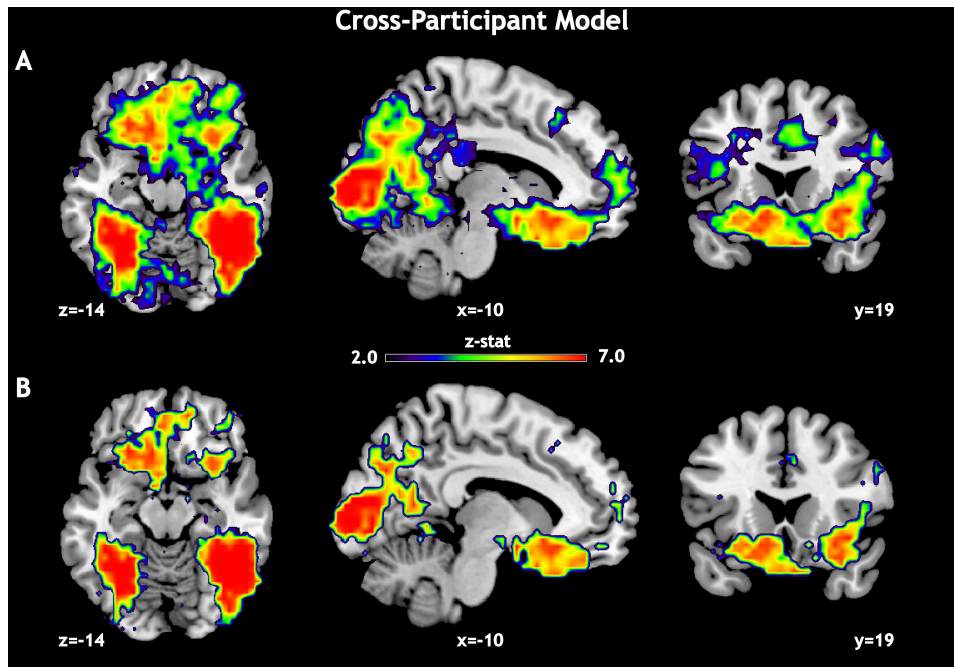 Cross-Participant Model
A
z=-14
x=-10
y=19
z-stat
2.0
7.0
B
z=-14
x=-10
y=19